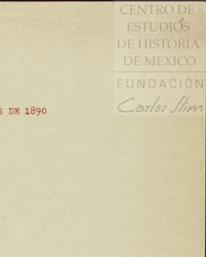 CENTRO DE
ESTUDIOS
DE HISTORIA
DE MEXICO
FUNDACIÓN
Carlos Slim
S DE 1890